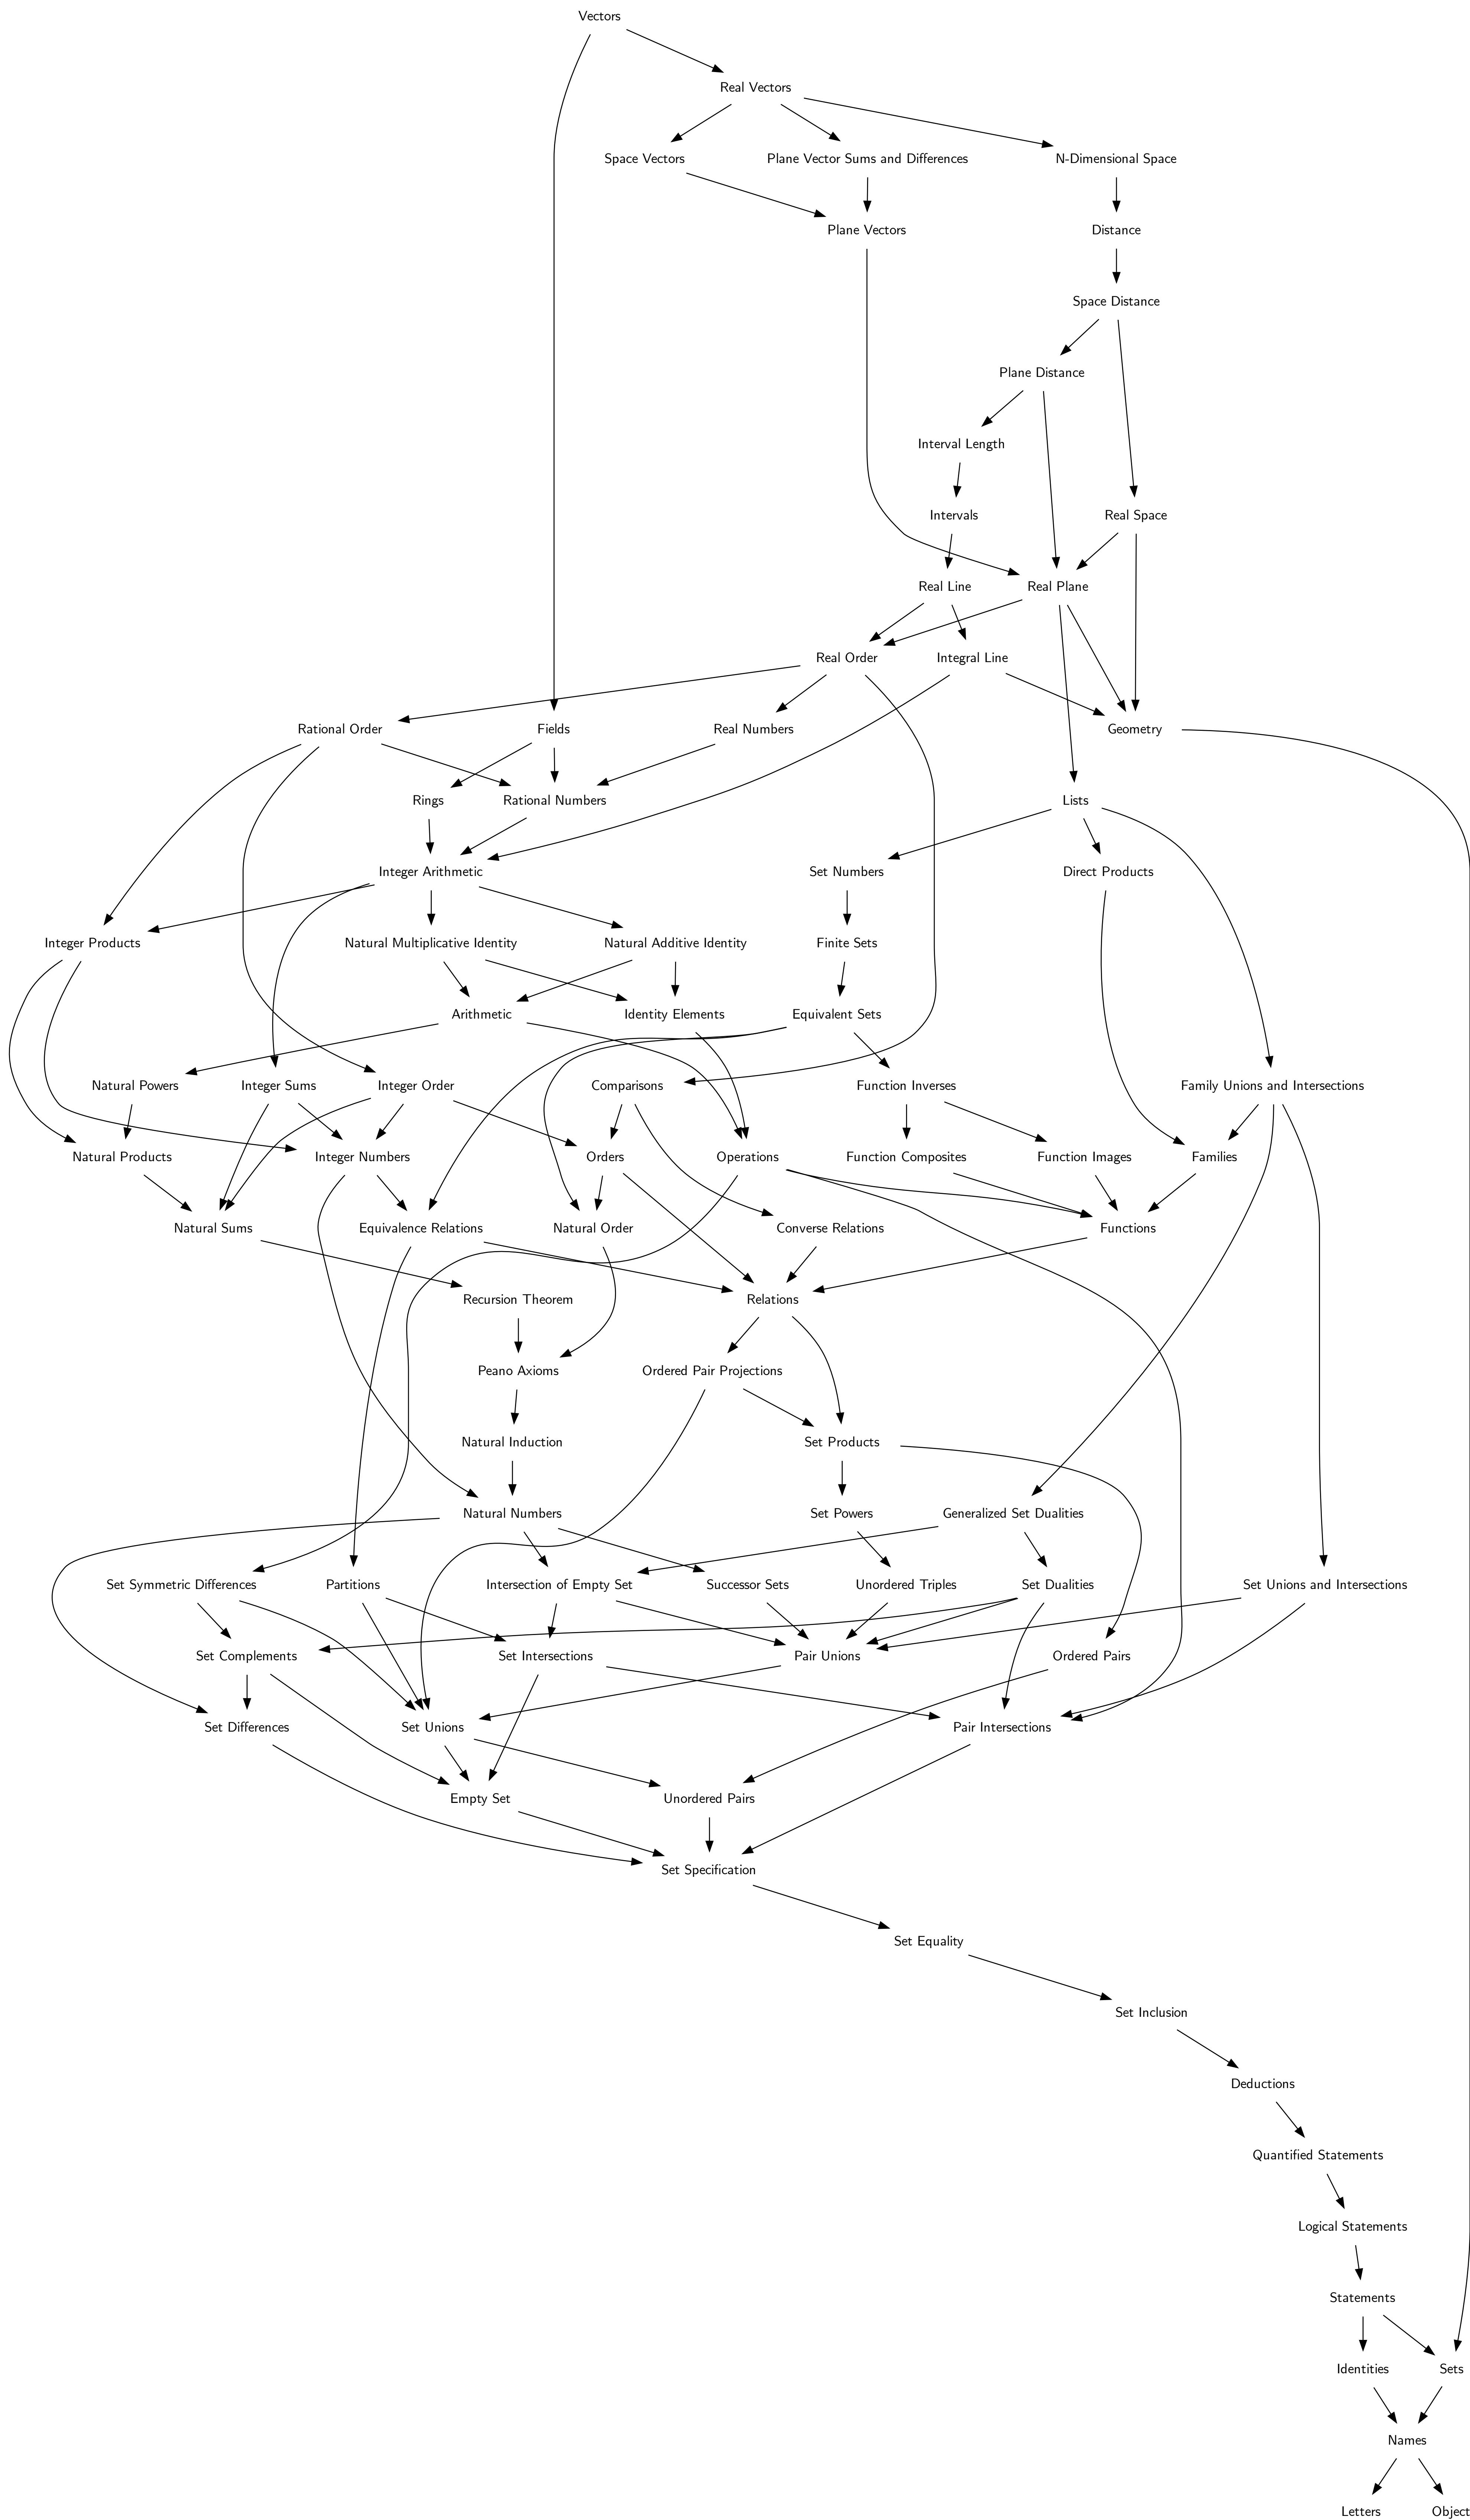 Vectors
Real Vectors
Space Vectors
Plane Vector Sums and Differences
N-Dimensional Space
Plane Vectors
Distance
Space Distance
Plane Distance
Interval Length
Intervals
Real Space
Real Line
Real Plane
Real Order
Integral Line
Rational Order
Fields
Real Numbers
Geometry
Rings
Rational Numbers
Lists
Integer Arithmetic
Set Numbers
Direct Products
Integer Products
Natural Multiplicative Identity
Natural Additive Identity
Finite Sets
Arithmetic
Identity Elements
Equivalent Sets
Natural Powers
Integer Sums
Integer Order
Comparisons
Function Inverses
Family Unions and Intersections
Natural Products
Integer Numbers
Orders
Operations
Function Composites
Function Images
Families
Natural Sums
Equivalence Relations
Natural Order
Converse Relations
Functions
Recursion Theorem
Relations
Peano Axioms
Ordered Pair Projections
Natural Induction
Set Products
Natural Numbers
Set Powers
Generalized Set Dualities
Set Symmetric Differences
Partitions
Intersection of Empty Set
Successor Sets
Unordered Triples
Set Dualities
Set Unions and Intersections
Set Complements
Set Intersections
Pair Unions
Ordered Pairs
Set Differences
Set Unions
Pair Intersections
Empty Set
Unordered Pairs
Set Specification
Set Equality
Set Inclusion
Deductions
Quantified Statements
Logical Statements
Statements
Identities
Sets
Names
Letters
Object